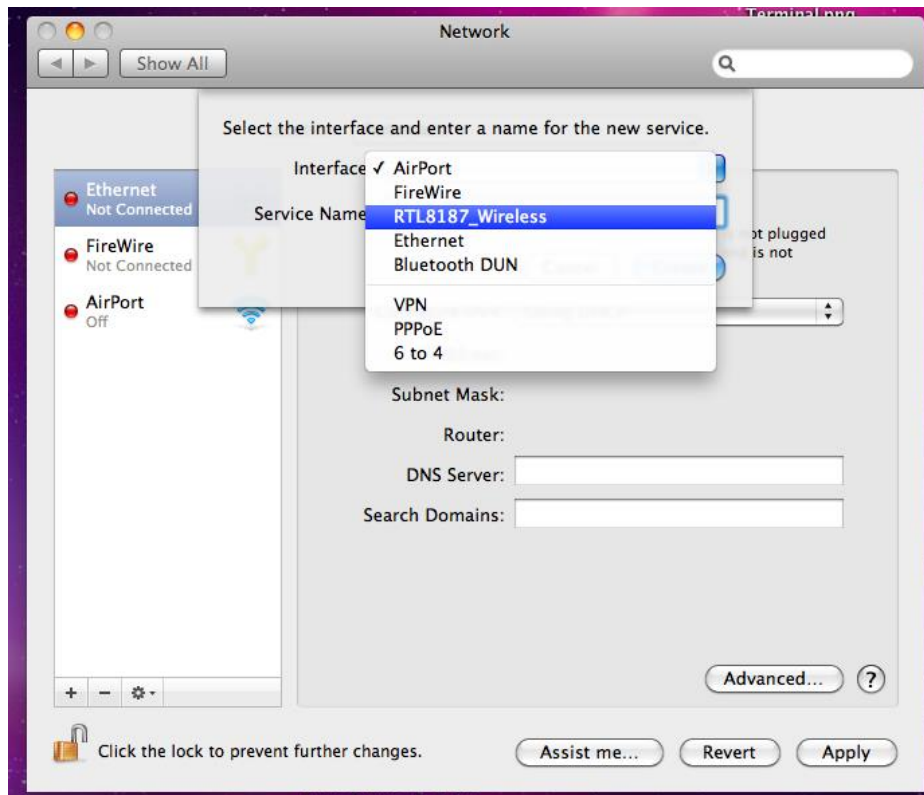 Terminal.png
Network
Show All
Select the interface and enter a name for the new service.
Interface ✓ AirPort
FireWire
Service Name
RTL8187_Wireless
Ethernet
Bluetooth DUN
VPN
PPPoE
6 to 4
Ethernet
Not Connected
FireWire
Not Connected
AirPort
Off
ot plugged
is not
Subnet Mask:
Router:
DNS Server:
Search Domains:
Advanced... ?
+ -
Click the lock to prevent further changes.
Assist me... Revert Apply